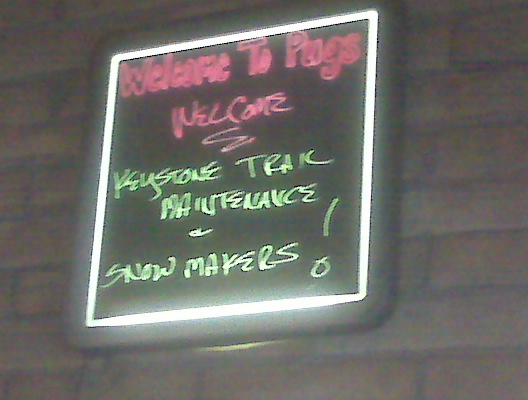 Welcome To Pugs
WELCOME
KEYSTONE TRAIL
MAINTENANCE
&
SNOW MAKERS!